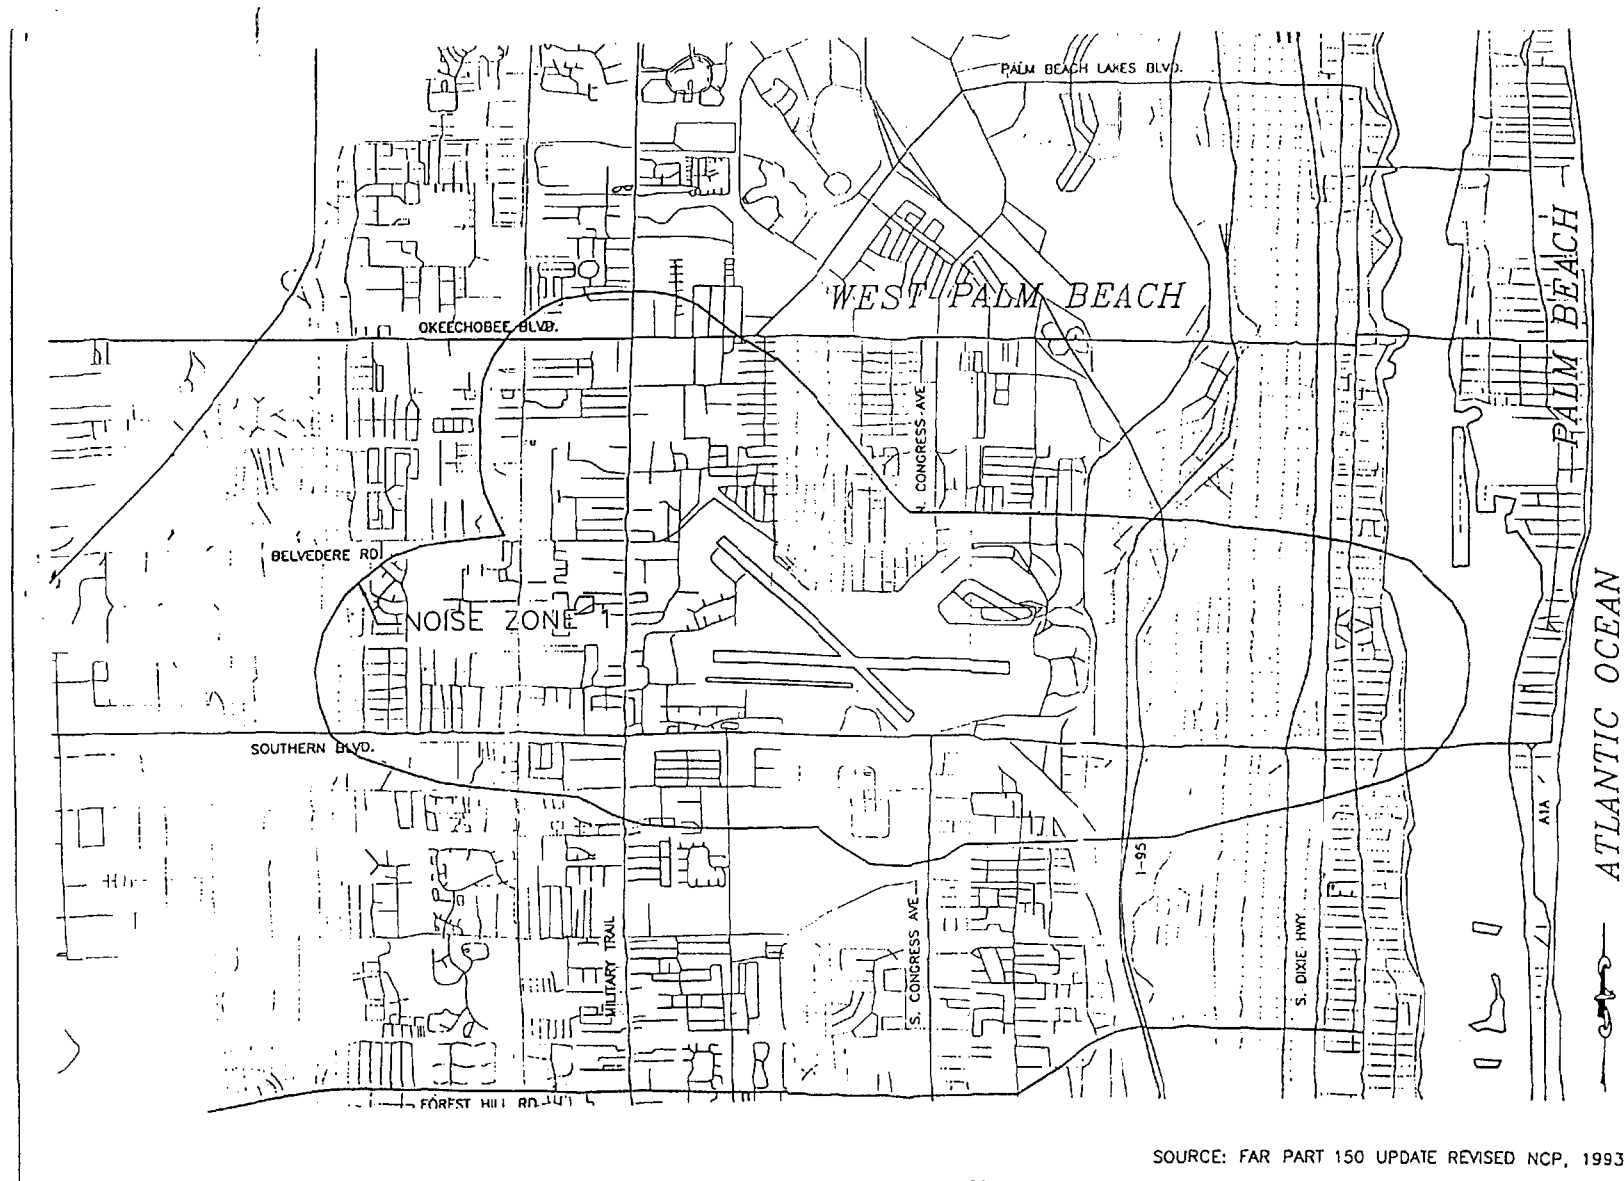 PALM BEACH LAKES BLVD.
WEST PALM BEACH
PALM BEACH
OKEECHOBEE BLVD.
N. CONGRESS AVE
BELVEDERE RD
NOISE ZONE 1
ATLANTIC OCEAN
SOUTHERN BLVD.
A1A
I-95
MILITARY TRAIL
S. CONGRESS AVE.
S. DIXIE HWY
FOREST HILL RD
SOURCE: FAR PART 150 UPDATE REVISED NCP, 1993